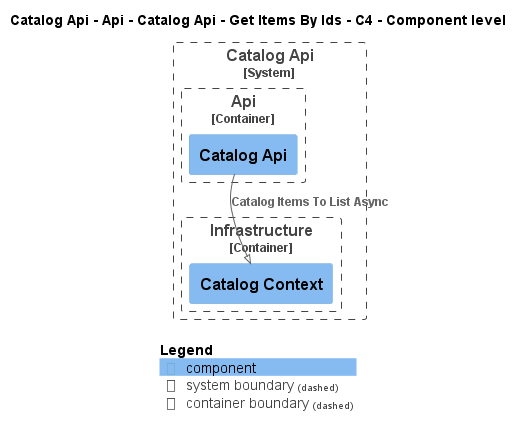 Catalog Api - Api - Catalog Api - Get Items By Ids - C4 - Component level
Catalog Api
[System]
Api
[Container]
Catalog Api
Catalog Items To List Async
Infrastructure
[Container]
Catalog Context
Legend
component
system boundary (dashed)
container boundary (dashed)